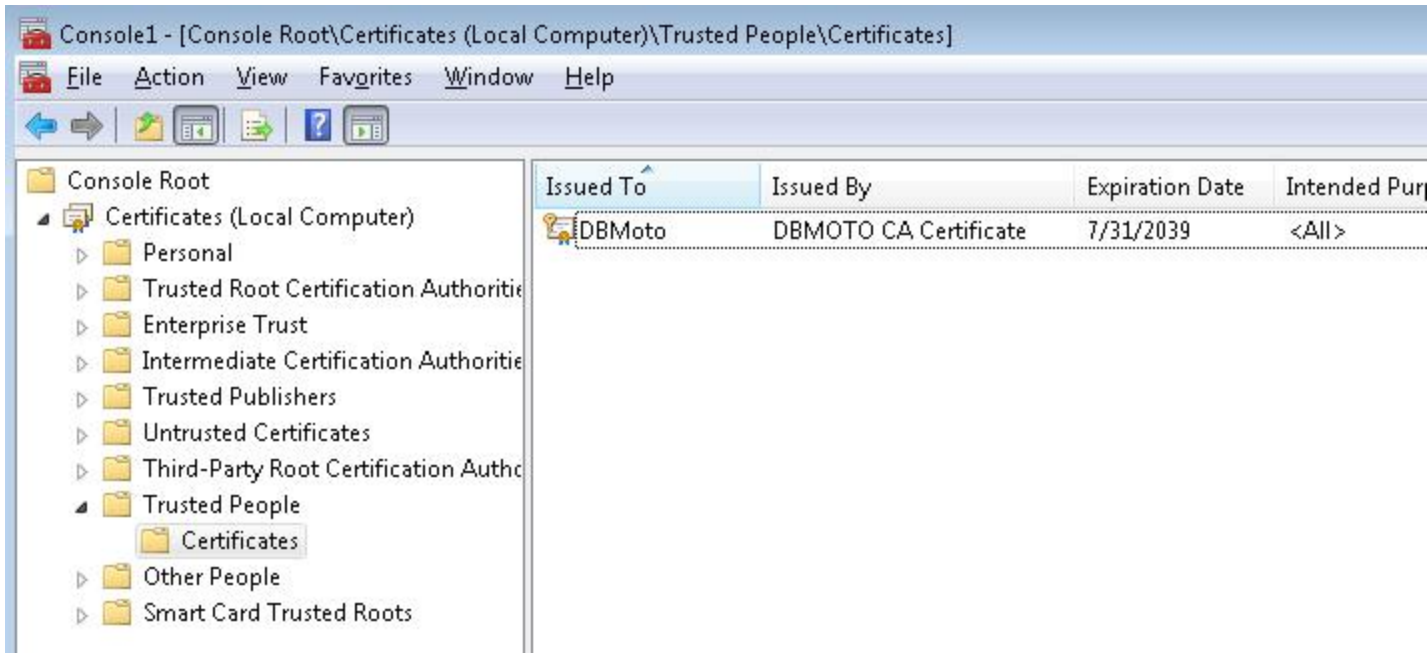 Console1 - [Console Root\Certificates (Local Computer)\Trusted People\Certificates]
File Action View Favorites Window Help
Console Root
Certificates (Local Computer)
Personal
Trusted Root Certification Authoritie
Enterprise Trust
Intermediate Certification Authoritie
Trusted Publishers
Untrusted Certificates
Third-Party Root Certification Autho
Trusted People
Certificates
Other People
Smart Card Trusted Roots
Issued To Issued By Expiration Date Intended Purp
DBMoto DBMOTO CA Certificate 7/31/2039 <All>